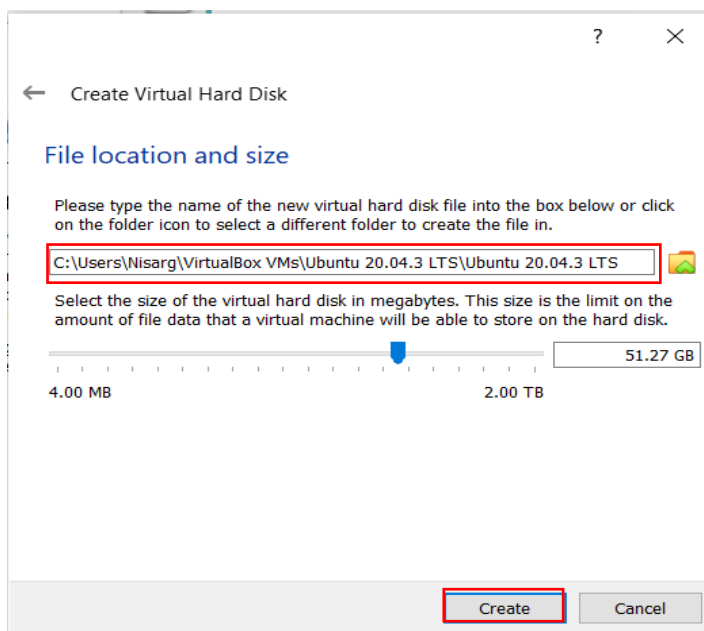 ?
Create Virtual Hard Disk
File location and size
Please type the name of the new virtual hard disk file into the box below or click
on the folder icon to select a different folder to create the file in.
C:\Users\Nisarg\VirtualBox VMs\Ubuntu 20.04.3 LTS\Ubuntu 20.04.3 LTS
Select the size of the virtual hard disk in megabytes. This size is the limit on the
amount of file data that a virtual machine will be able to store on the hard disk.
51.27 GB
4.00 MB 2.00 TB
Create Cancel